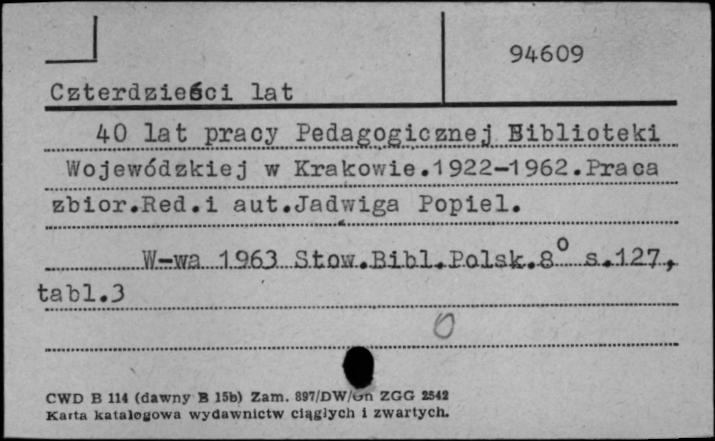 94609
Czterdzieści lat
40 lat pracy Pedagogicznej Biblioteki
Wojewódzkiej w Krakowie.1922-1962.Praca
zbior.Red.i aut.Jadwiga Popiel.
W-wa 1963 Stow.Bibl.Polsk.8° s.127,
tabl.3
0
CWD B 114 (dawny B 15b) Zam. 897/DW/Gn ZGG 2542
Karta katalogowa wydawnictw ciągłych i zwartych.